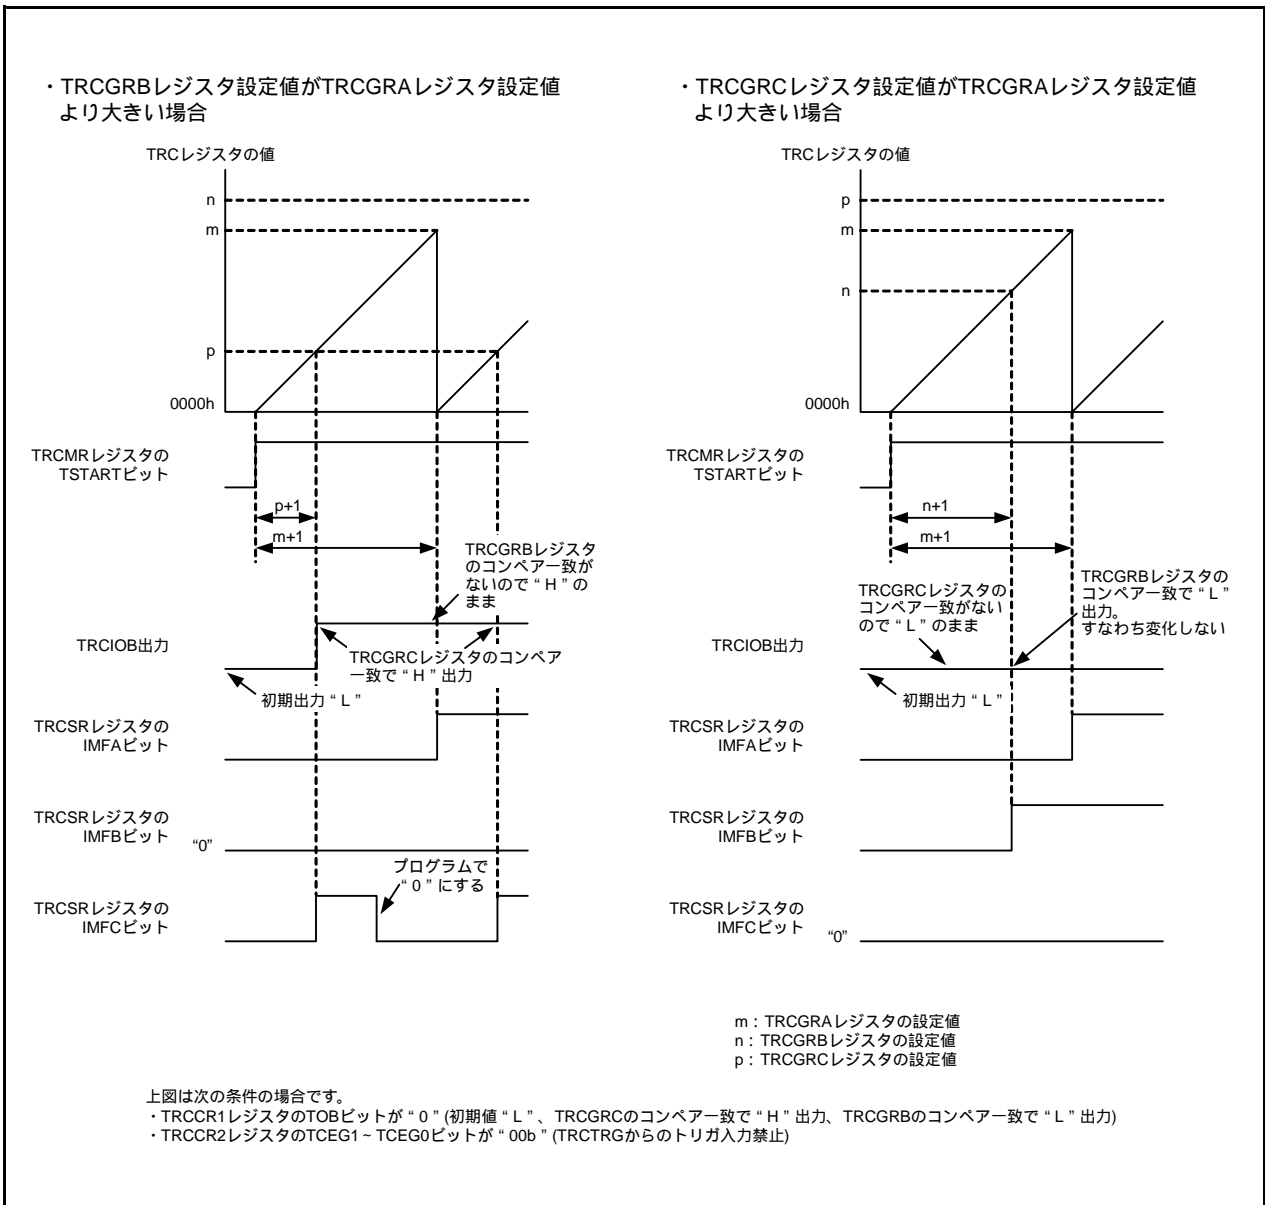 ・TRCGRBレジスタ設定値がTRCGRAレジスタ設定値
より大きい場合
TRCレジスタの値
n
m
p
0000h
TRCMRレジスタの
TSTARTビット
p+1
m+1
TRCGRBレジスタ
のコンペア一致が
ないので“H”の
まま
TRCIOB出力
TRCGRCレジスタのコンペア
一致で“H”出力
初期出力“L”
TRCSRレジスタの
IMFAビット
TRCSRレジスタの
IMFBビット
“0”
プログラムで
“0”にする
TRCSRレジスタの
IMFCビット
・TRCGRCレジスタ設定値がTRCGRAレジスタ設定値
より大きい場合
TRCレジスタの値
p
m
n
0000h
TRCMRレジスタの
TSTARTビット
n+1
m+1
TRCGRCレジスタの
コンペア一致がない
ので“L”のまま
TRCGRBレジスタの
コンペア一致で“L”
出力。
すなわち変化しない
TRCIOB出力
初期出力“L”
TRCSRレジスタの
IMFAビット
TRCSRレジスタの
IMFBビット
TRCSRレジスタの
IMFCビット
“0”
m：TRCGRAレジスタの設定値
n：TRCGRBレジスタの設定値
p：TRCGRCレジスタの設定値
上図は次の条件の場合です。
・TRCCR1レジスタのTOBビットが“0”(初期値“L”、TRCGRCのコンペア一致で“H”出力、TRCGRBのコンペア一致で“L”出力)
・TRCCR2レジスタのTCEG1～TCEG0ビットが“00b”(TRCTRGからのトリガ入力禁止)